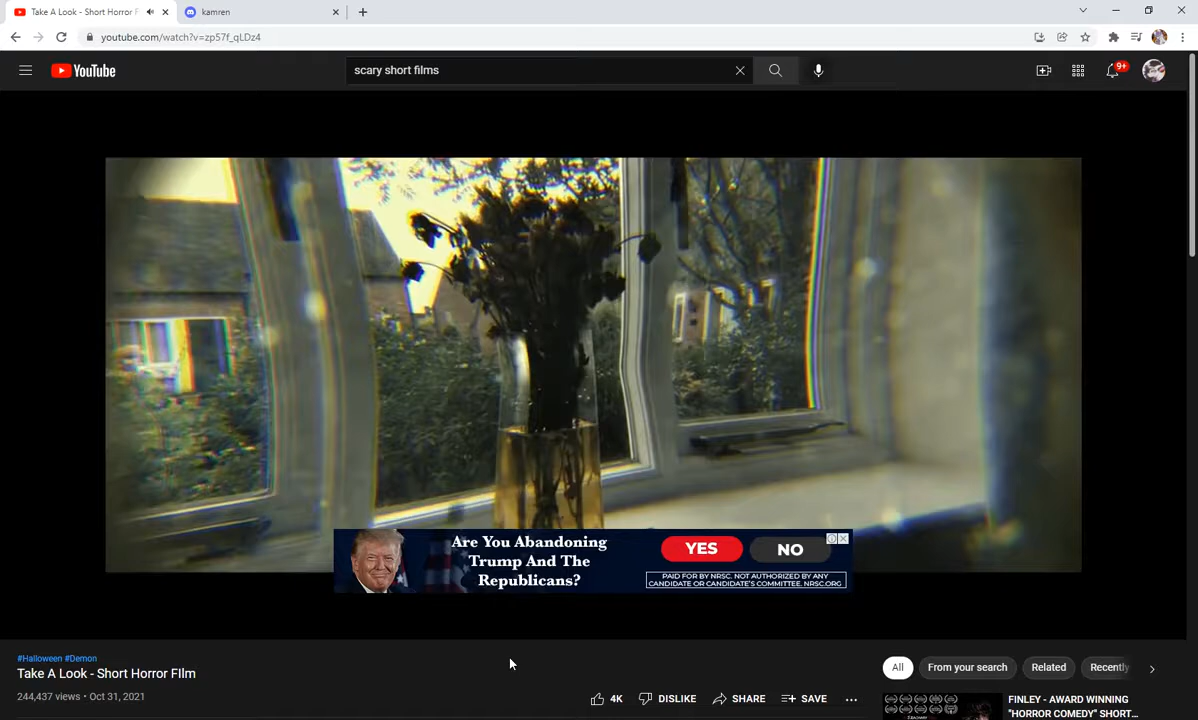 Take A Look - Short Horror F
kamren
youtube.com/watch?v=zp57f_qLDz4
YouTube
scary short films
9+
Are You Abandoning
Trump And The
Republicans?
YES
NO
PAID FOR BY NRSC. NOT AUTHORIZED BY ANY
CANDIDATE OR CANDIDATE'S COMMITTEE. NRSC.ORG
#Halloween #Demon
Take A Look - Short Horror FIlm
244,437 views • Oct 31, 2021
4K
DISLIKE
SHARE
SAVE
All
From your search
Related
Recently
FINLEY - AWARD WINNING
"HORROR COMEDY" SHORT...